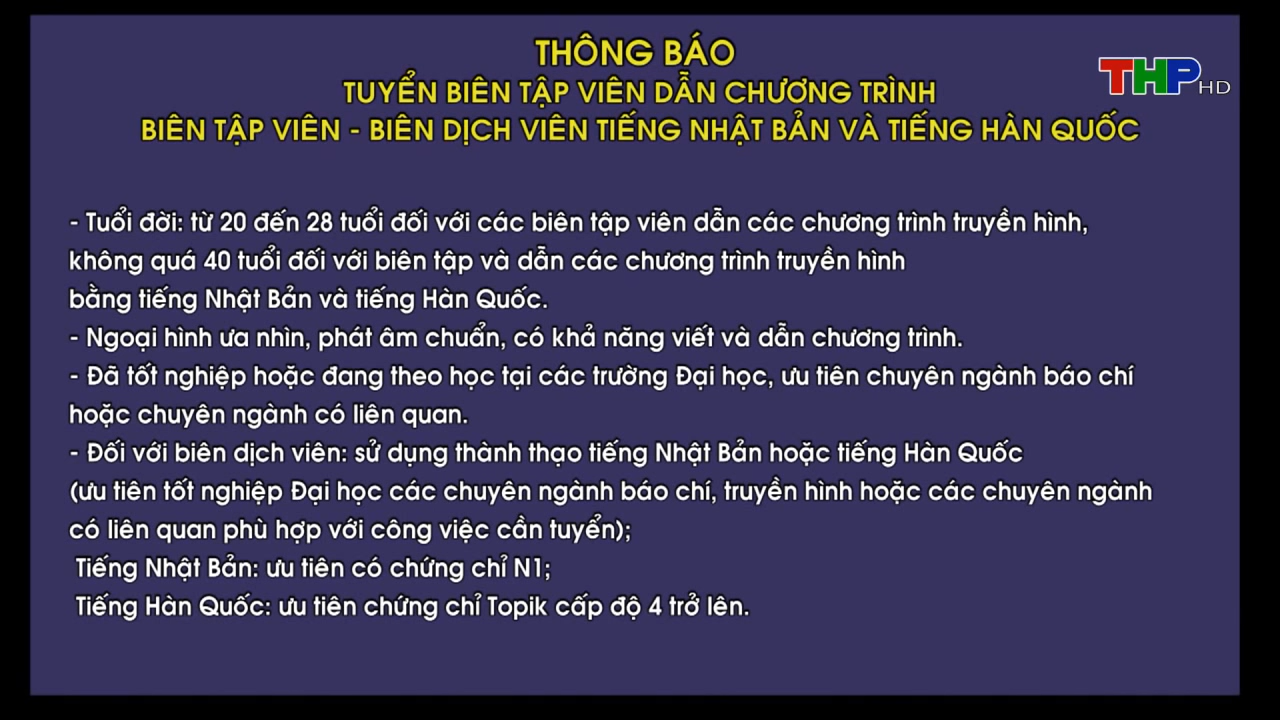 THÔNG BÁO
THP HD
TUYỂN BIÊN TẬP VIÊN DẪN CHƯƠNG TRÌNH
BIÊN TẬP VIÊN - BIÊN DỊCH VIÊN TIẾNG NHẬT BẢN VÀ TIẾNG HÀN QUỐC
- Tuổi đời: từ 20 đến 28 tuổi đối với các biên tập viên dẫn các chương trình truyền hình,
không quá 40 tuổi đối với biên tập và dẫn các chương trình truyền hình
bằng tiếng Nhật Bản và tiếng Hàn Quốc.
- Ngoại hình ưa nhìn, phát âm chuẩn, có khả năng viết và dẫn chương trình.
- Đã tốt nghiệp hoặc đang theo học tại các trường Đại học, ưu tiên chuyên ngành báo chí
hoặc chuyên ngành có liên quan.
- Đối với biên dịch viên: sử dụng thành thạo tiếng Nhật Bản hoặc tiếng Hàn Quốc
(ưu tiên tốt nghiệp Đại học các chuyên ngành báo chí, truyền hình hoặc các chuyên ngành
có liên quan phù hợp với công việc cần tuyển);
Tiếng Nhật Bản: ưu tiên có chứng chỉ N1;
Tiếng Hàn Quốc: ưu tiên chứng chỉ Topik cấp độ 4 trở lên.